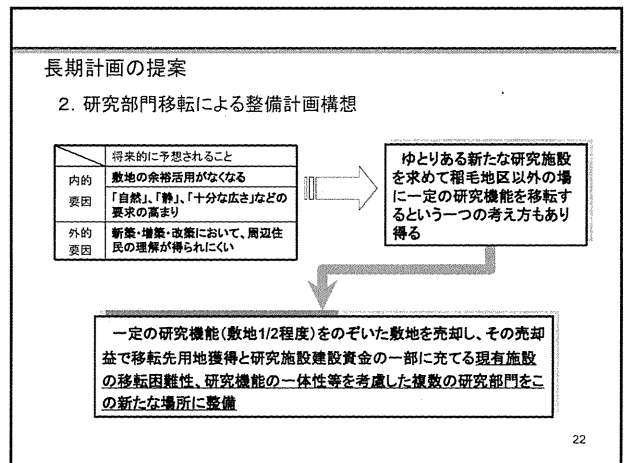 長期計画の提案
2．研究部門移転による整備計画構想
将来的に予想されること
内的
要因
敷地の余裕活用がなくなる
「自然」、「静」、「十分な広さ」などの
要求の高まり
外的
要因
新築・増築・改築において、周辺住
民の理解が得られにくい
ゆとりある新たな研究施設
を求めて稲毛地区以外の場
に一定の研究機能を移転す
るという一つの考え方もあり
得る
一定の研究機能（敷地1/2程度）をのぞいた敷地を売却し、その売却
益で移転先用地獲得と研究施設建設資金の一部に充てる現有施設
の移転困難性、研究機能の一体性等を考慮した複数の研究部門をこ
の新たな場所に整備
22